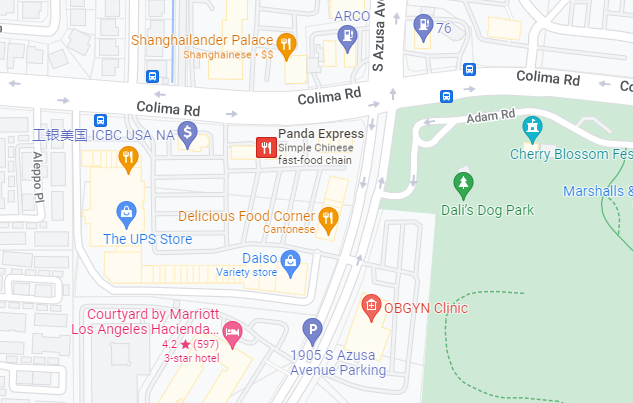 ARCO
76
S Azusa Av
Shanghailander Palace
Shanghainese • $$
Colima Rd
Colima Rd
Colima Rd
Co
Adam Rd
工银美国 ICBC USA NA
Panda Express
Simple Chinese
fast-food chain
Cherry Blossom Fes
Aleppo Pl
Marshalls &
Dali's Dog Park
Delicious Food Corner
Cantonese
The UPS Store
Daiso
Variety store
Courtyard by Marriott
Los Angeles Hacienda...
4.2 ★ (597)
3-star hotel
OBGYN Clinic
P
1905 S Azusa
Avenue Parking